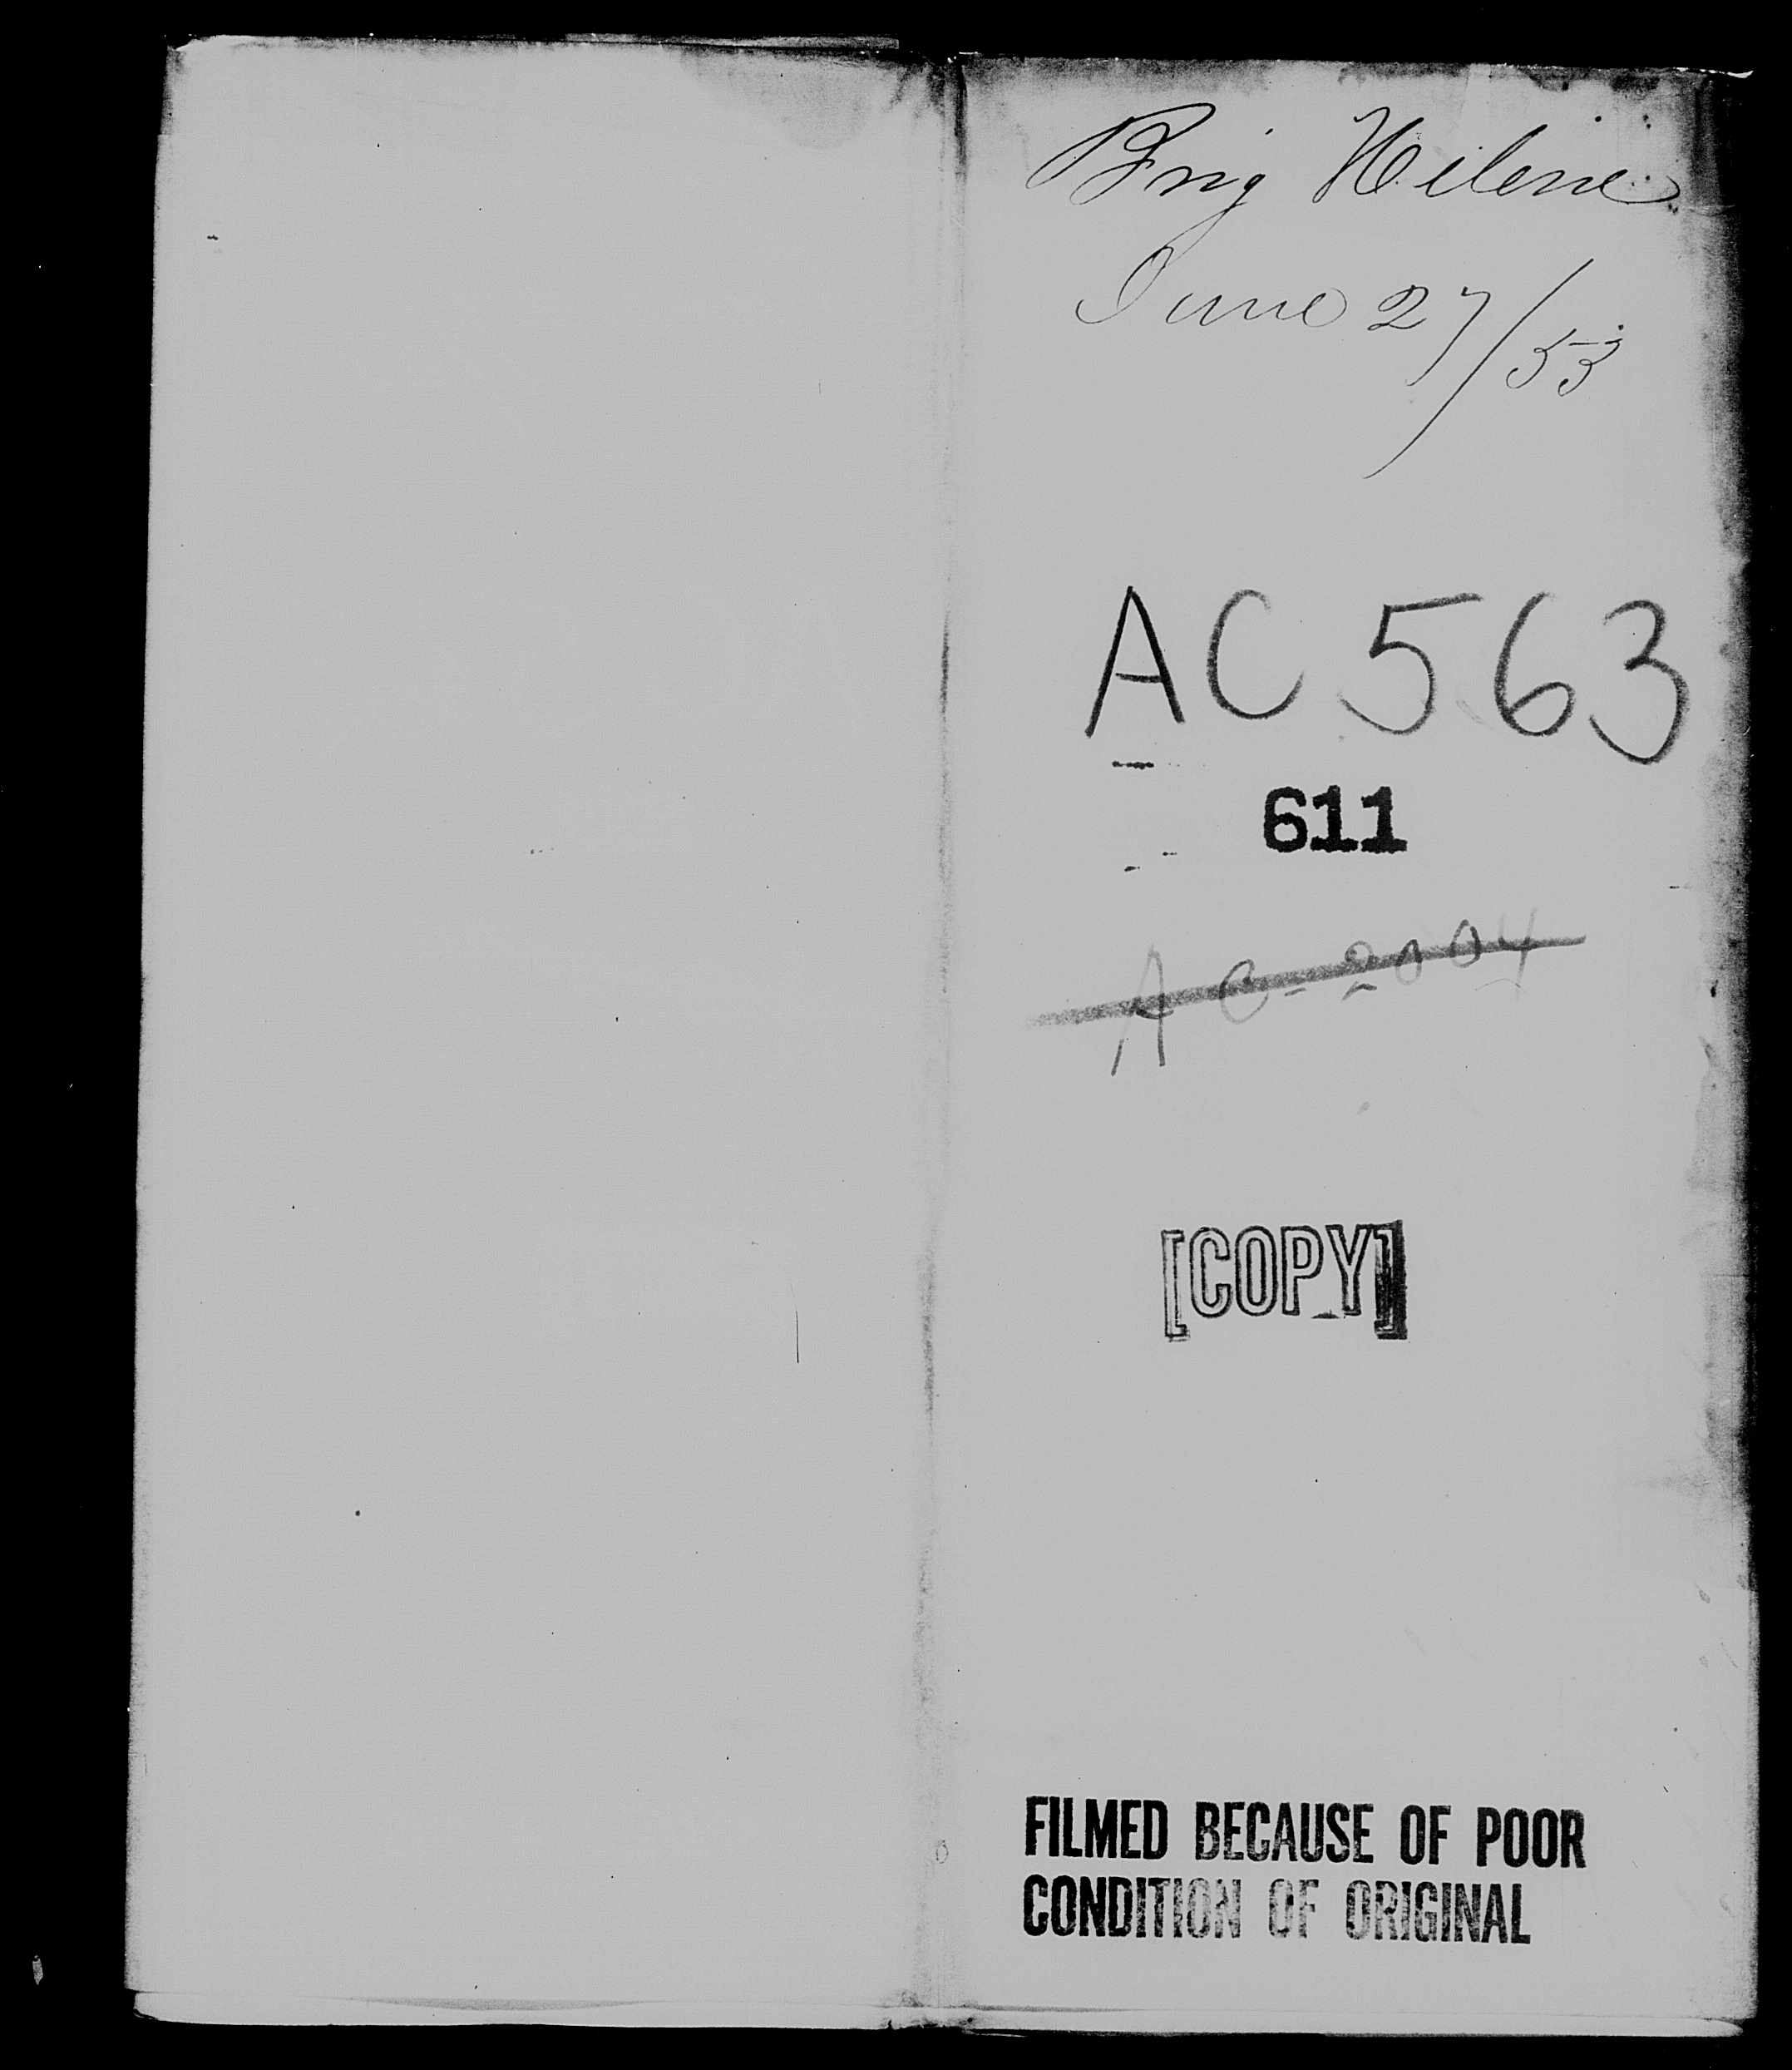 Brig Helene
June 27/53
AC 563
611
AC-2004
[COPY]
FILMED BECAUSE OF POOR
CONDITION OF ORIGINAL